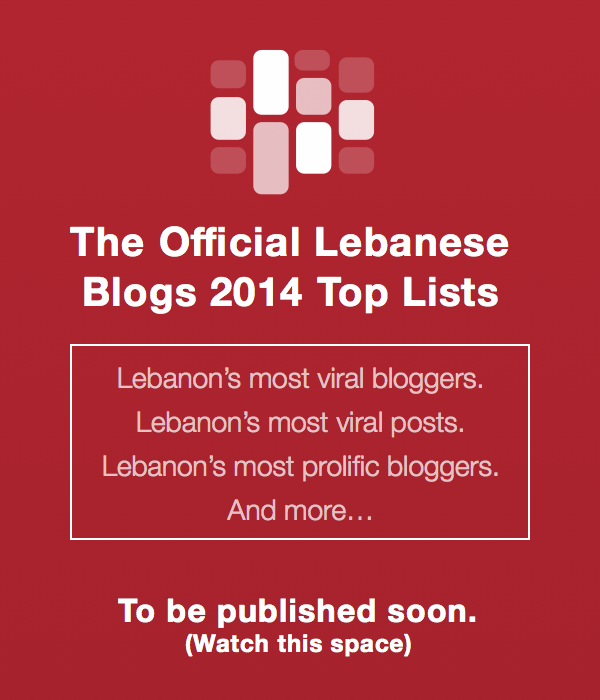 The Official Lebanese
Blogs 2014 Top Lists
Lebanon’s most viral bloggers.
Lebanon’s most viral posts.
Lebanon’s most prolific bloggers.
And more…
To be published soon.
(Watch this space)